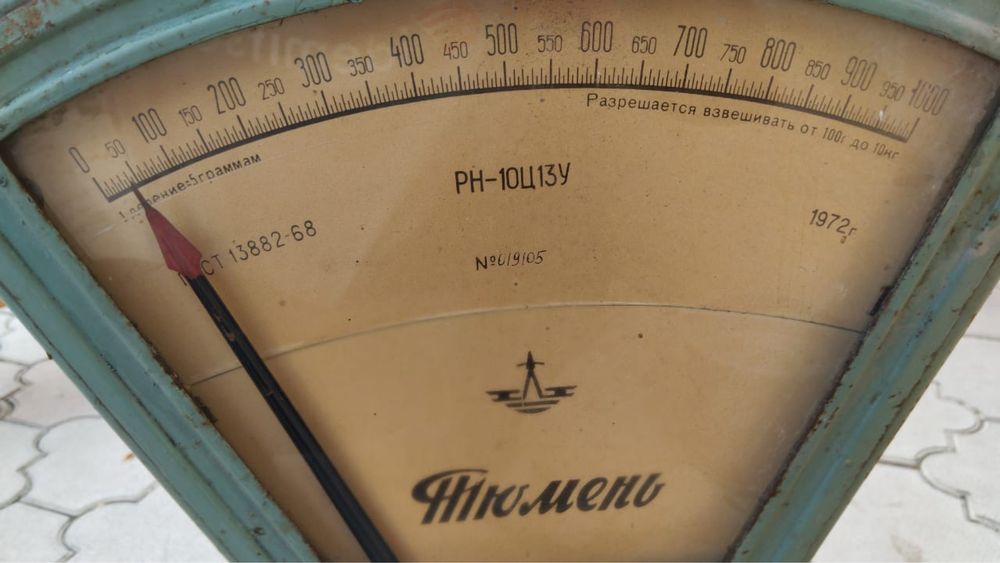 0 50 100 150 200 250 300 350 400 450 500 550 600 650 700 750 800 850 900 950 1000
Разрешается взвешивать от 100г до 10кг
1 деление=5граммам
РН-10Ц13У
ГОСТ 13882-68
1972г
№019105
Тюмень